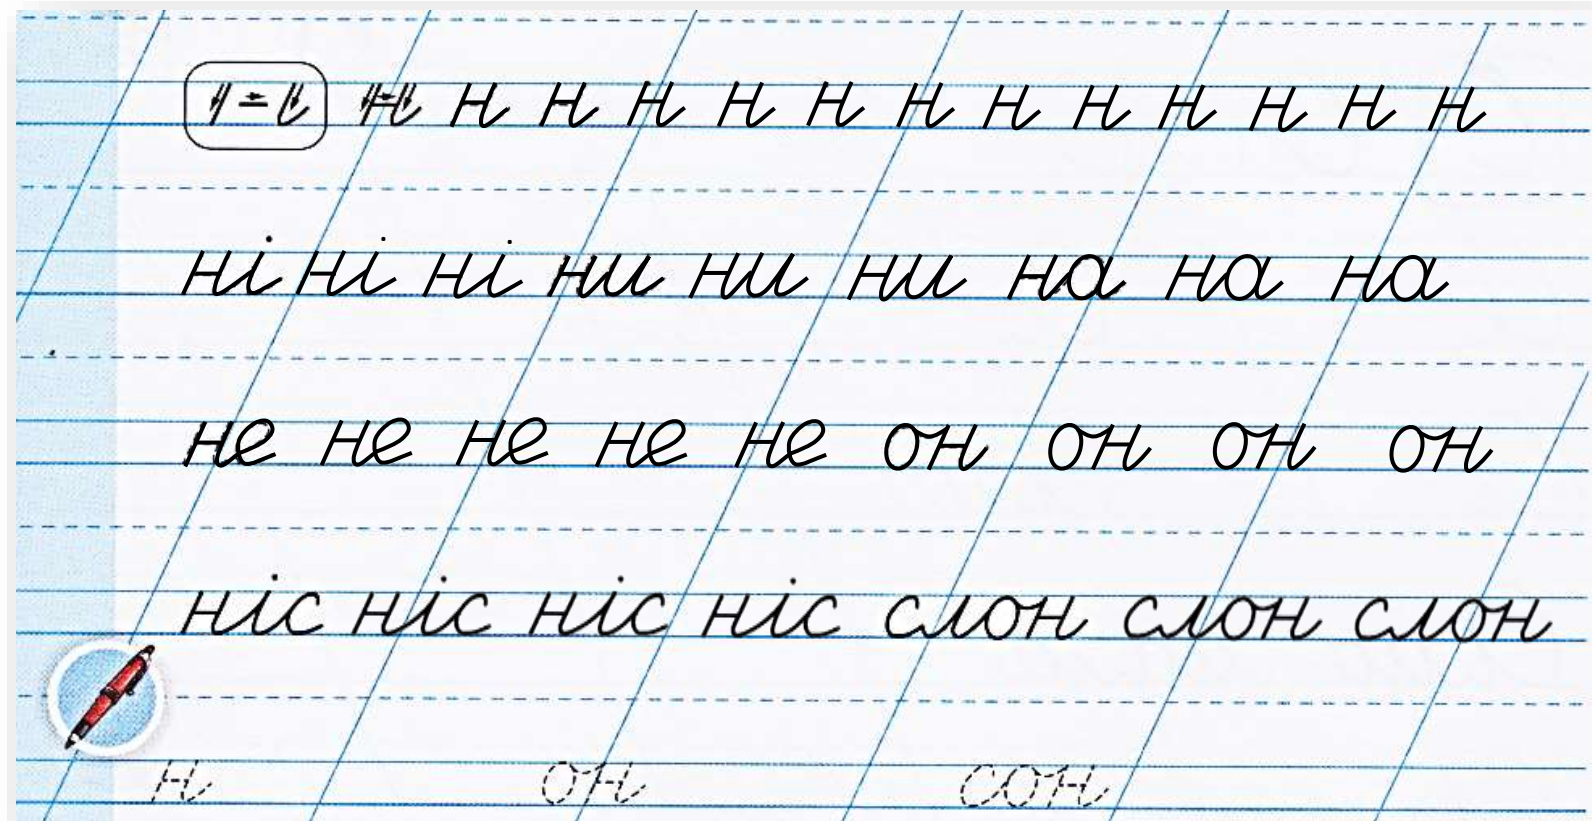 н н н н н н н н н н н н н
ні ні ні ни ни ни на на на
не не не не не он он он он
ніс ніс ніс ніс слон слон слон
н он сон